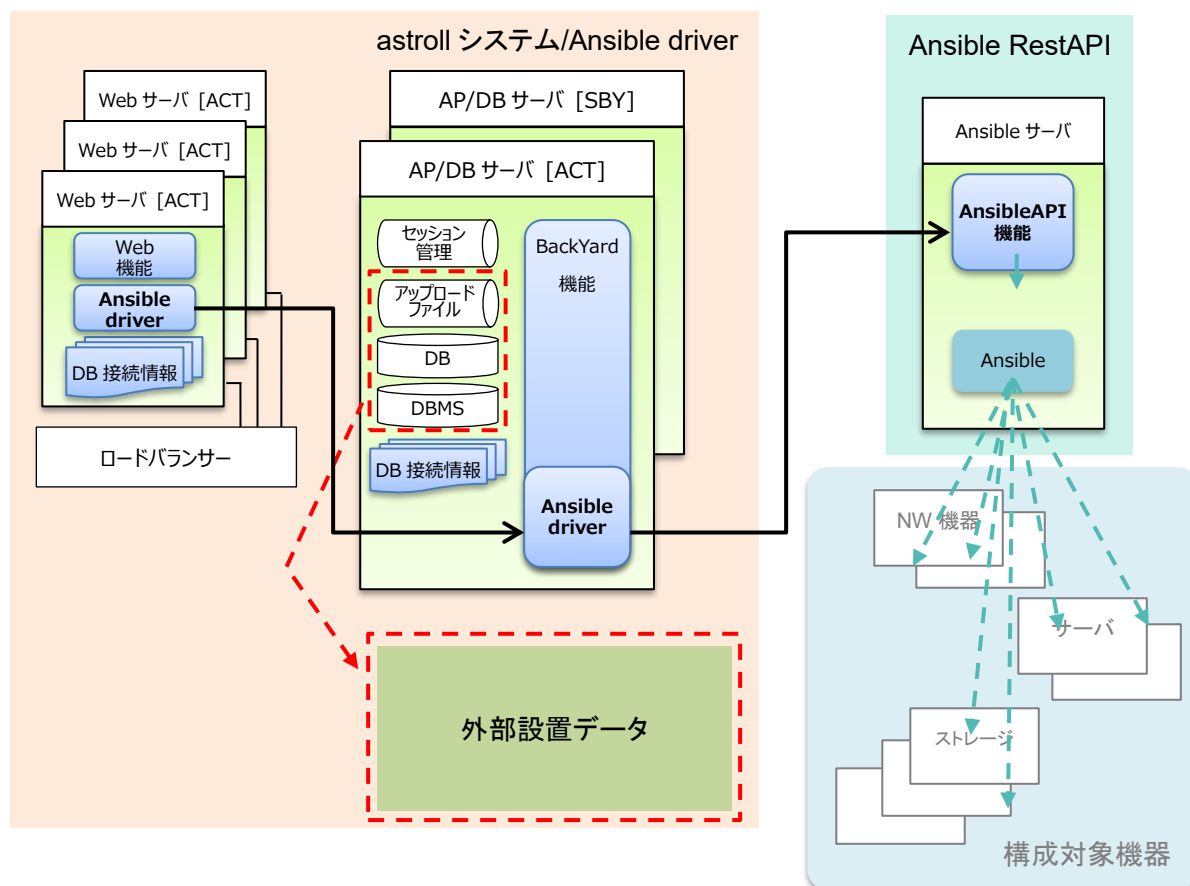 astroll システム/Ansible driver
Web サーバ [ACT]
Web サーバ [ACT]
Web サーバ [ACT]
Web
機能
Ansible
driver
DB 接続情報
ロードバランサー
AP/DB サーバ [SBY]
AP/DB サーバ [ACT]
セッション
管理
アップロード
ファイル
DB
DBMS
DB 接続情報
BackYard
機能
Ansible
driver
外部設置データ
Ansible RestAPI
Ansible サーバ
AnsibleAPI
機能
Ansible
NW 機器
サーバ
ストレージ
構成対象機器